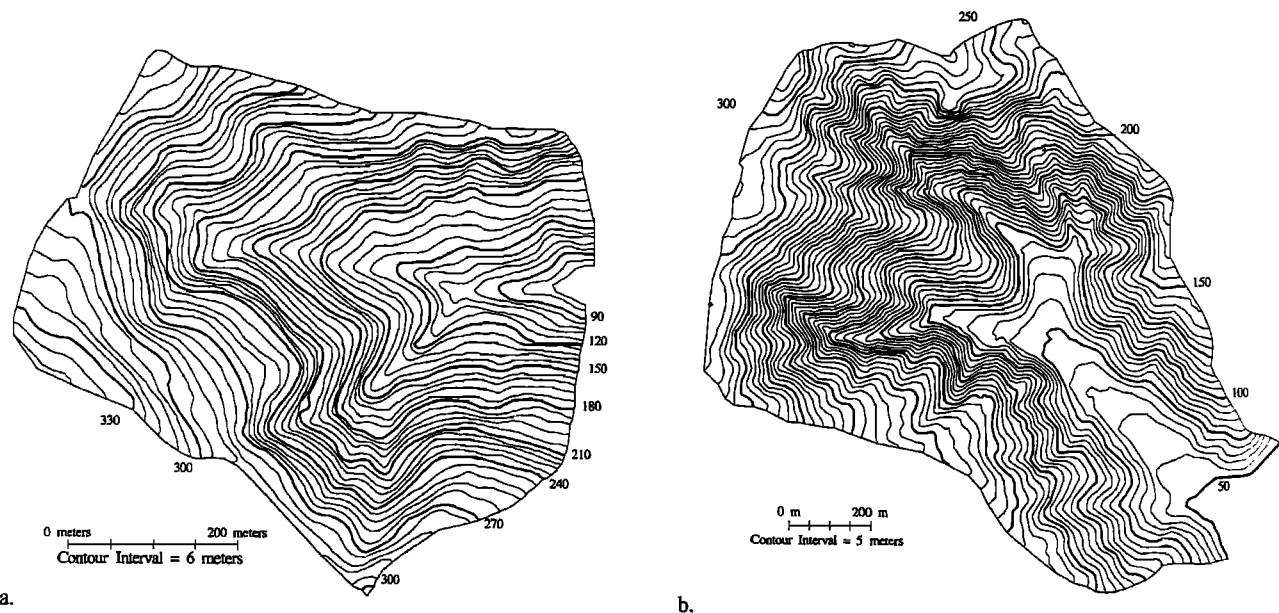 90
120
150
180
210
240
270
300
330
300
0 meters 200 meters
Contour Interval = 6 meters
a.
250
300
200
150
100
50
0 m 200 m
Contour Interval = 5 meters
b.